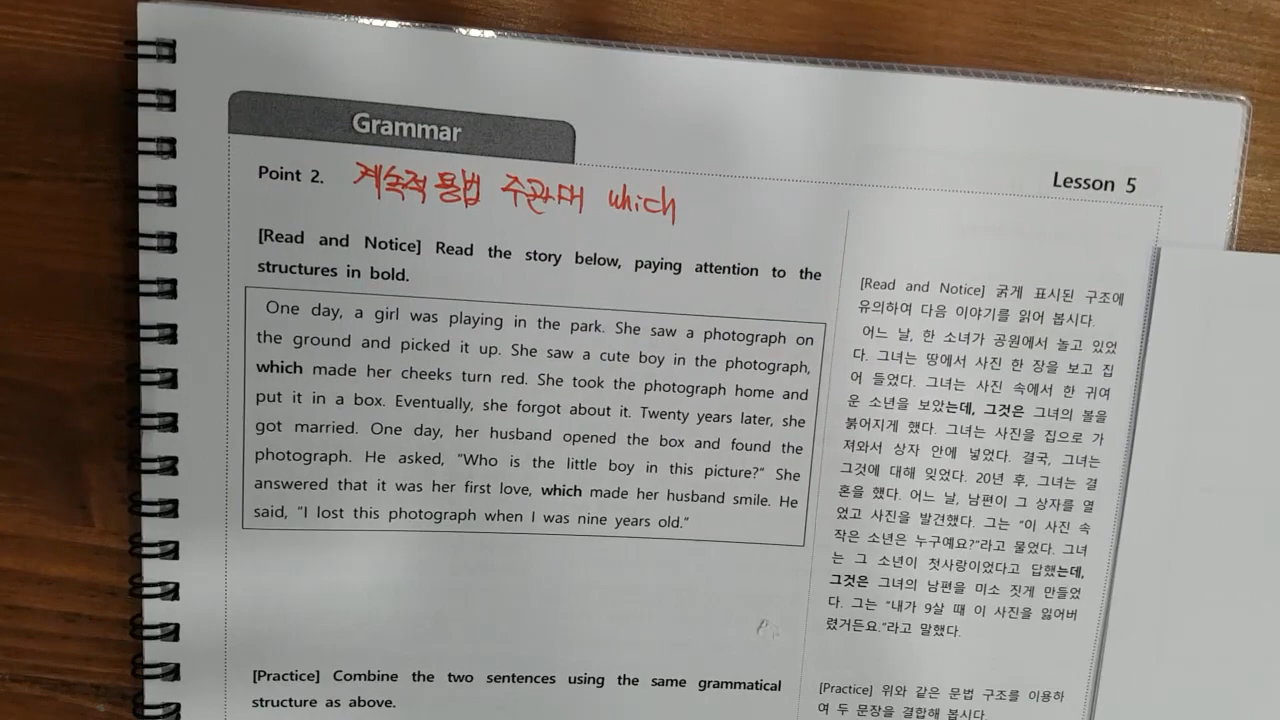 Grammar
Point 2. 계속적 용법 주관대 which
Lesson 5
[Read and Notice] Read the story below, paying attention to the
structures in bold.
One day, a girl was playing in the park. She saw a photograph on
the ground and picked it up. She saw a cute boy in the photograph,
which made her cheeks turn red. She took the photograph home and
put it in a box. Eventually, she forgot about it. Twenty years later, she
got married. One day, her husband opened the box and found the
photograph. He asked, "Who is the little boy in this picture?" She
answered that it was her first love, which made her husband smile. He
said, "I lost this photograph when I was nine years old."
[Practice] Combine the two sentences using the same grammatical
structure as above.
[Read and Notice] 굵게 표시된 구조에
유의하여 다음 이야기를 읽어 봅시다.
어느 날, 한 소녀가 공원에서 놀고 있었
다. 그녀는 땅에서 사진 한 장을 보고 집
어 들었다. 그녀는 사진 속에서 한 귀여
운 소년을 보았는데, 그것은 그녀의 볼을
붉어지게 했다. 그녀는 사진을 집으로 가
져와서 상자 안에 넣었다. 결국, 그녀는
그것에 대해 잊었다. 20년 후, 그녀는 결
혼을 했다. 어느 날, 남편이 그 상자를 열
었고 사진을 발견했다. 그는 "이 사진 속
작은 소년은 누구예요?"라고 물었다. 그녀
는 그 소년이 첫사랑이었다고 답했는데,
그것은 그녀의 남편을 미소 짓게 만들었
다. 그는 "내가 9살 때 이 사진을 잃어버
렸거든요."라고 말했다.
[Practice] 위와 같은 문법 구조를 이용하
여 두 문장을 결합해 봅시다.